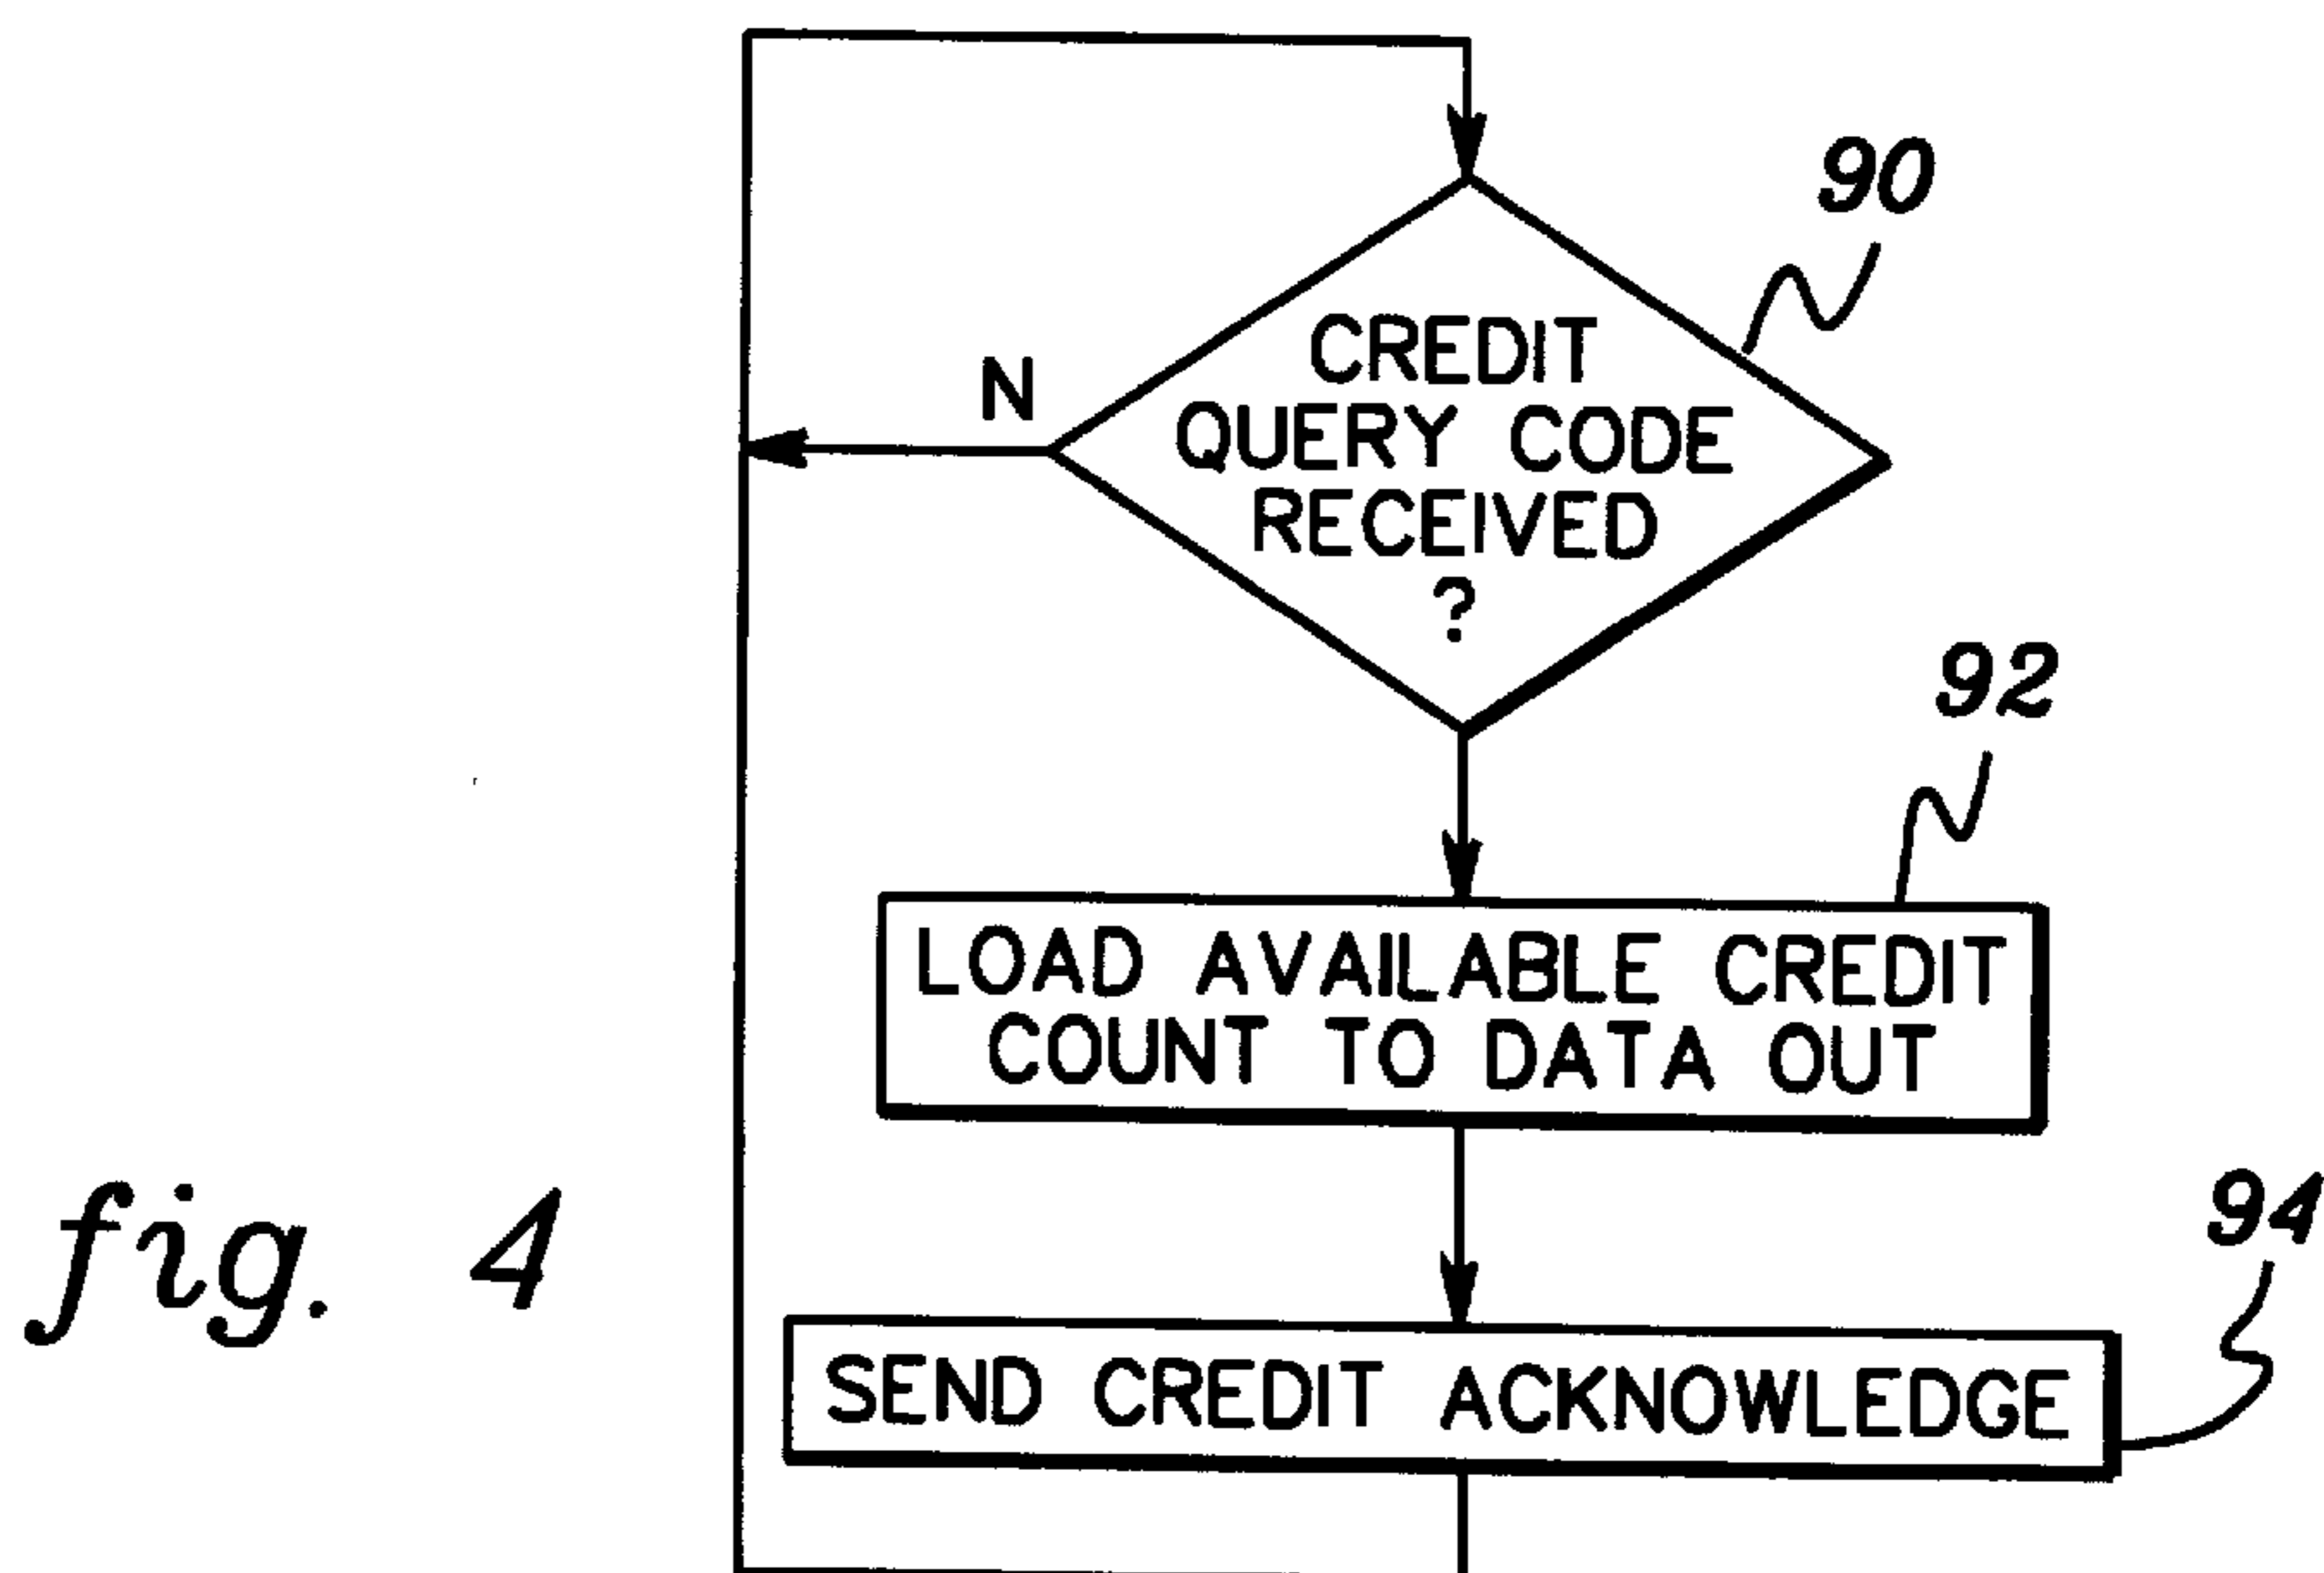 90
CREDIT
N
QUERY CODE
RECEIVED
?
92
LOAD AVAILABLE CREDIT
COUNT TO DATA OUT
94
fig. 4
SEND CREDIT ACKNOWLEDGE